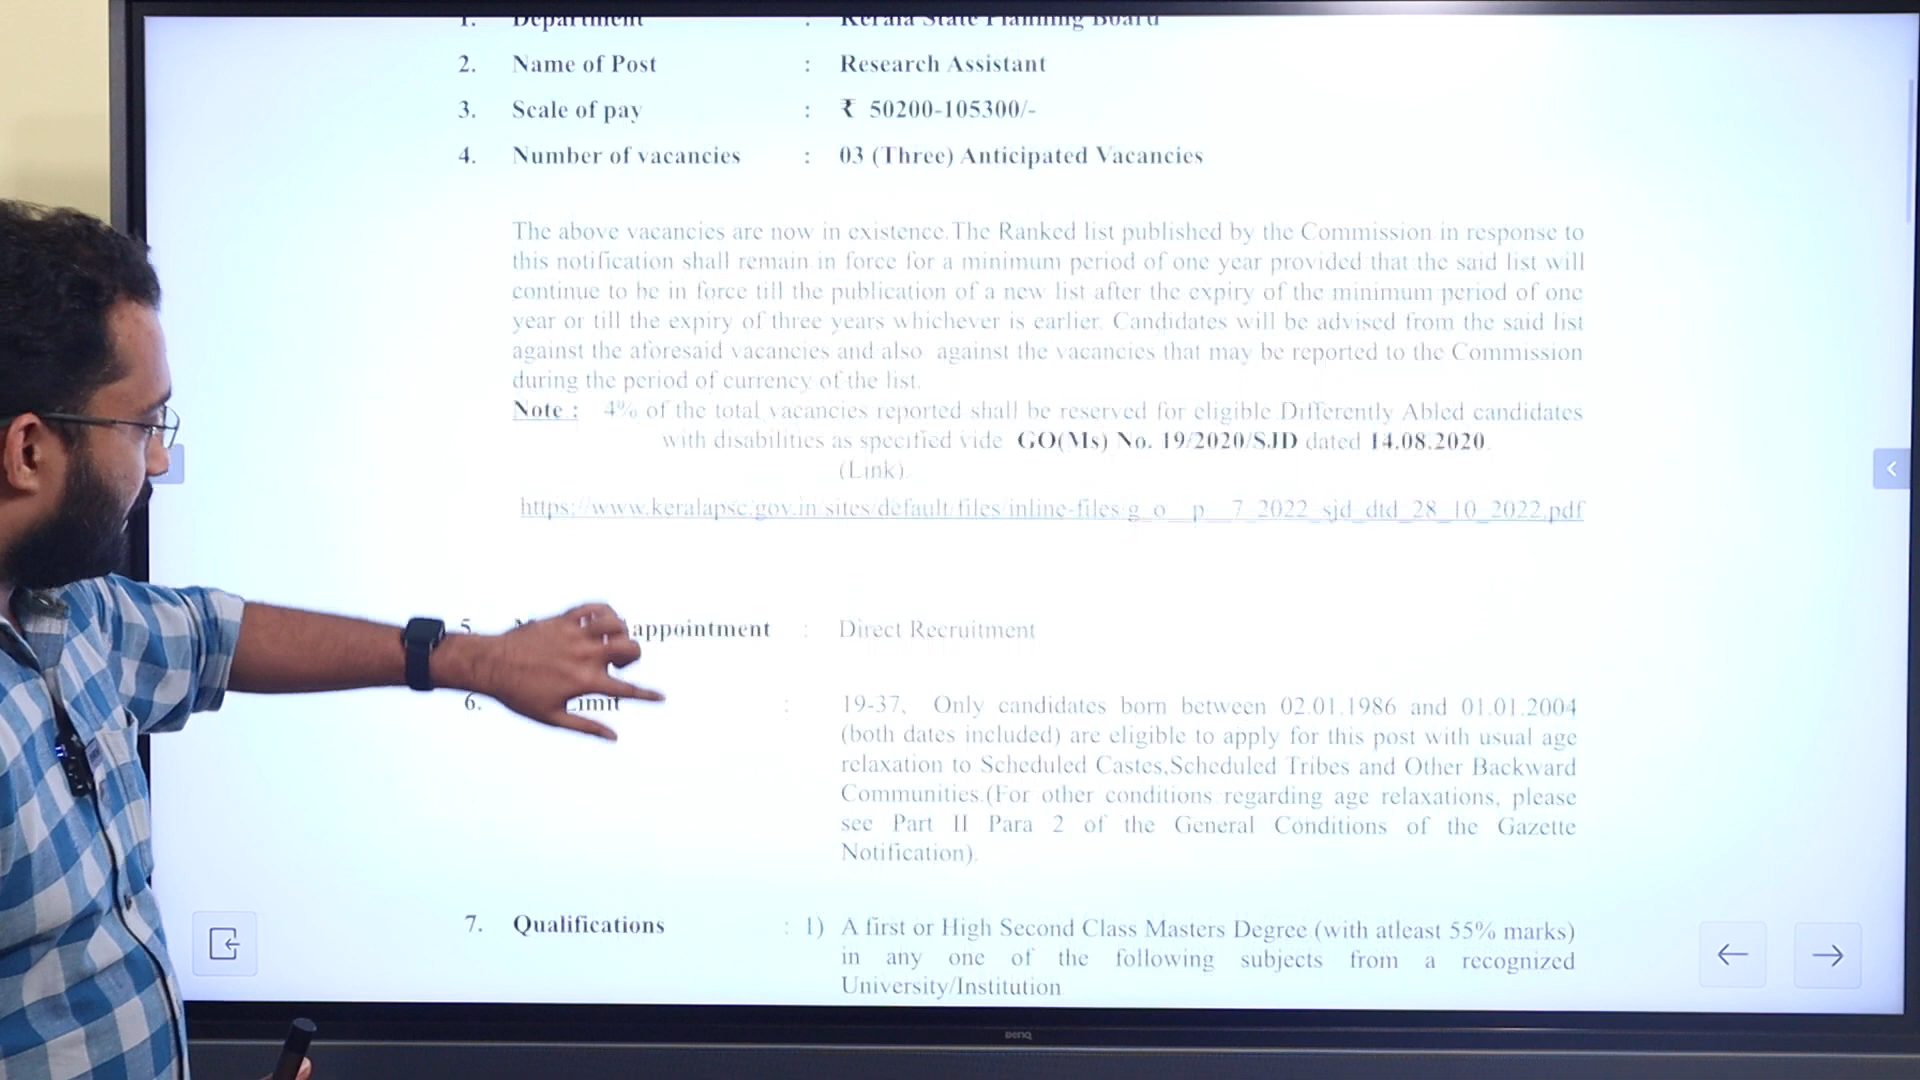 1. Department : Kerala State Planning Board
2. Name of Post : Research Assistant
3. Scale of pay : ₹ 50200-105300/-
4. Number of vacancies : 03 (Three) Anticipated Vacancies
The above vacancies are now in existence.The Ranked list published by the Commission in response to
this notification shall remain in force for a minimum period of one year provided that the said list will
continue to be in force till the publication of a new list after the expiry of the minimum period of one
year or till the expiry of three years whichever is earlier. Candidates will be advised from the said list
against the aforesaid vacancies and also against the vacancies that may be reported to the Commission
during the period of currency of the list.
Note : 4% of the total vacancies reported shall be reserved for eligible Differently Abled candidates
with disabilities as specified vide GO(Ms) No. 19/2020/SJD dated 14.08.2020.
(Link)
https://www.keralapsc.gov.in/sites/default/files/inline-files/g_o__p__7_2022_sjd_dtd_28_10_2022.pdf
5. appointment : Direct Recruitment
6. Limit : 19-37, Only candidates born between 02.01.1986 and 01.01.2004
(both dates included) are eligible to apply for this post with usual age
relaxation to Scheduled Castes,Scheduled Tribes and Other Backward
Communities.(For other conditions regarding age relaxations, please
see Part II Para 2 of the General Conditions of the Gazette
Notification).
7. Qualifications : 1) A first or High Second Class Masters Degree (with atleast 55% marks)
in any one of the following subjects from a recognized
University/Institution
BenQ